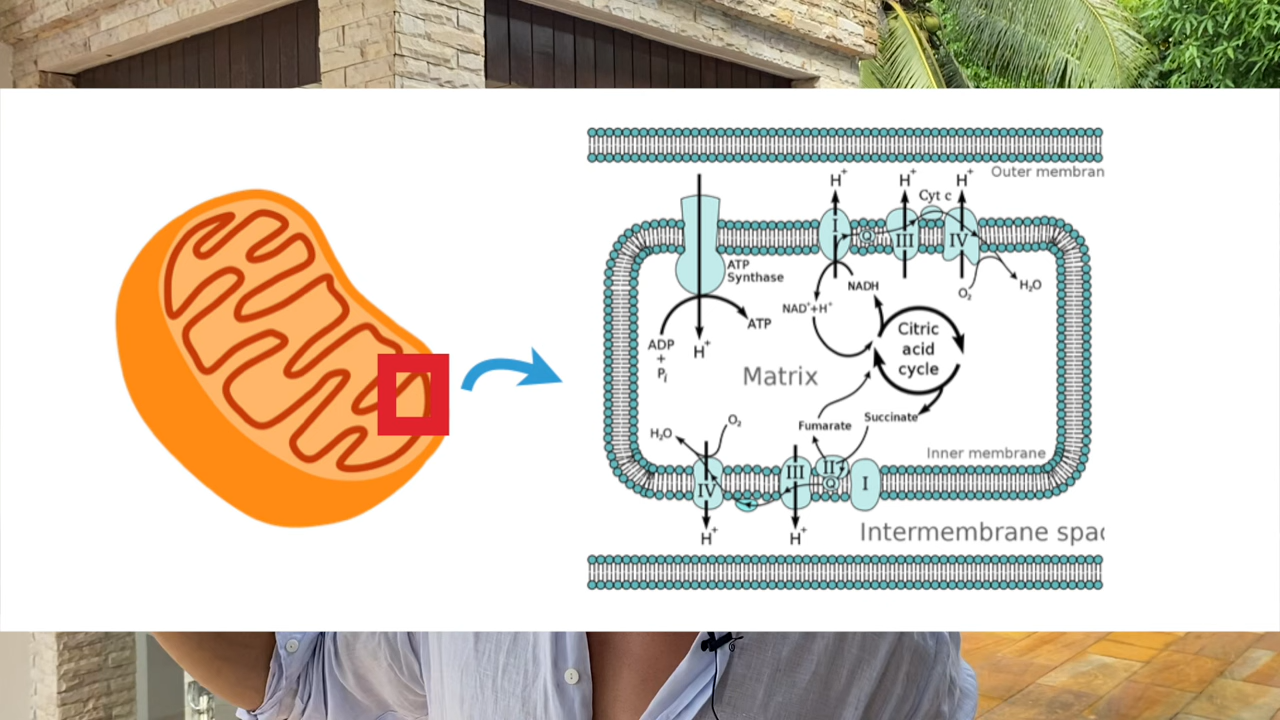 Outer membran
H⁺
H⁺
H⁺
Cyt c
I
Q
III
IV
ATP
Synthase
NADH
O₂
H₂O
NAD⁺+H⁺
ATP
ADP
+
Pᵢ
H⁺
Citric
acid
cycle
Matrix
Fumarate
Succinate
H₂O
O₂
Inner membrane
IV
III
II
Q
I
H⁺
H⁺
Intermembrane spac